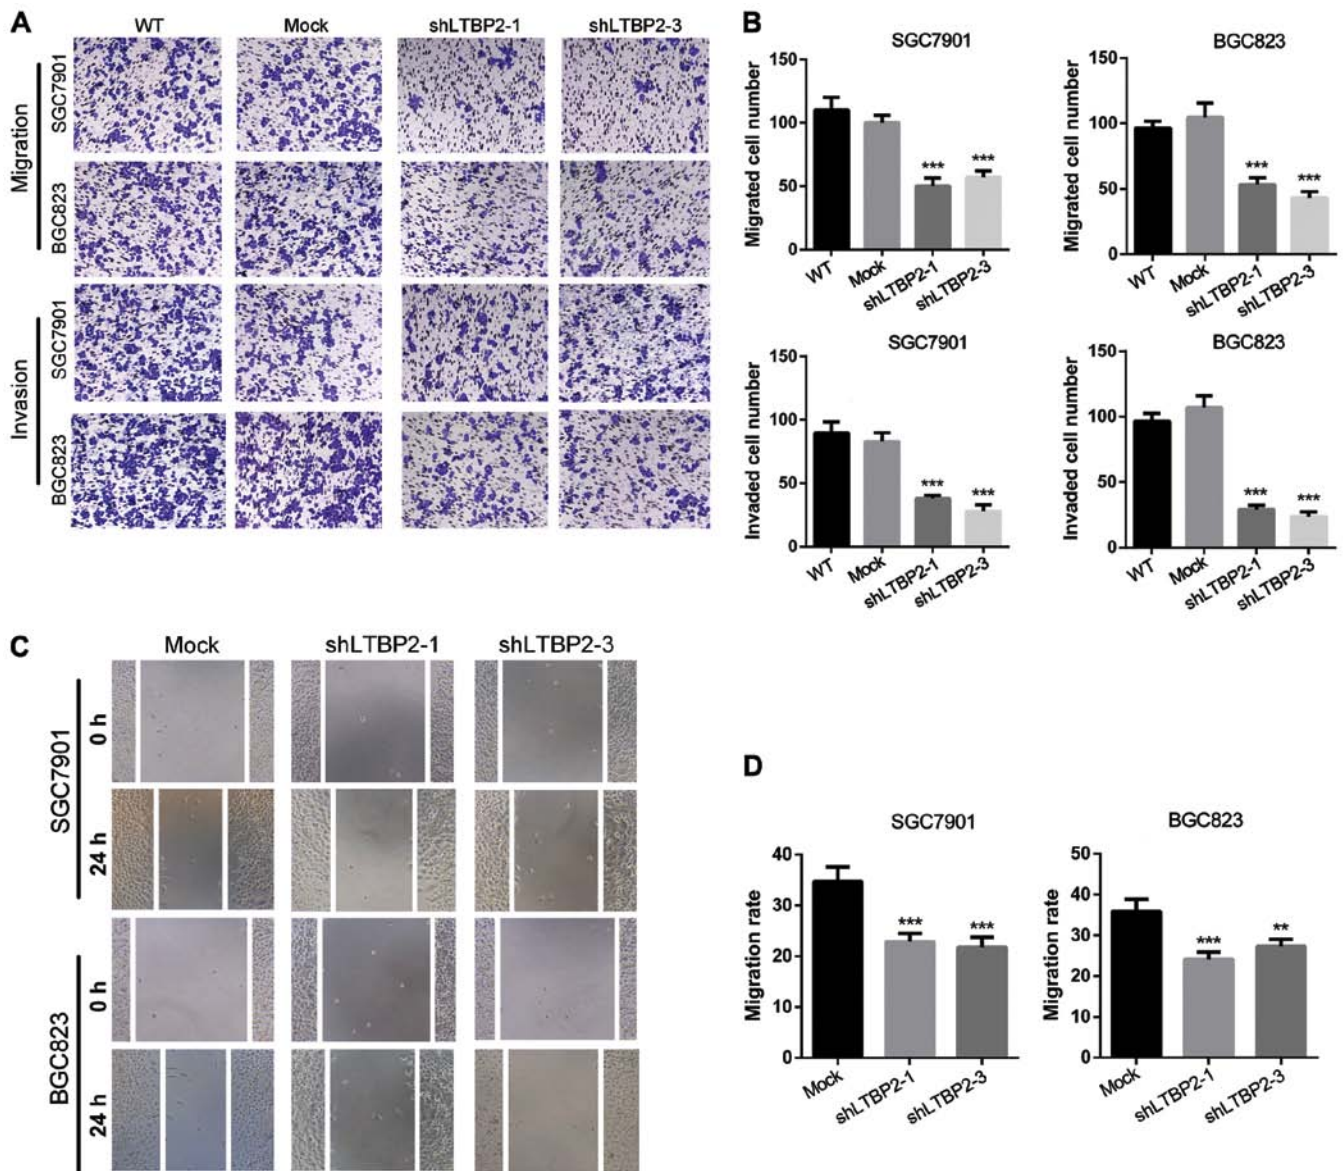 A
WT Mock shLTBP2-1 shLTBP2-3
Migration
SGC7901
BGC823
Invasion
SGC7901
BGC823
B
SGC7901
Migrated cell number
150
100
50
0
*** ***
WT Mock shLTBP2-1 shLTBP2-3
BGC823
Migrated cell number
150
100
50
0
*** ***
WT Mock shLTBP2-1 shLTBP2-3
SGC7901
Invaded cell number
150
100
50
0
*** ***
WT Mock shLTBP2-1 shLTBP2-3
BGC823
Invaded cell number
150
100
50
0
*** ***
WT Mock shLTBP2-1 shLTBP2-3
C
Mock shLTBP2-1 shLTBP2-3
SGC7901
0 h
24 h
BGC823
0 h
24 h
D
SGC7901
Migration rate
40
30
20
10
0
*** ***
Mock shLTBP2-1 shLTBP2-3
BGC823
Migration rate
50
40
30
20
10
0
*** **
Mock shLTBP2-1 shLTBP2-3